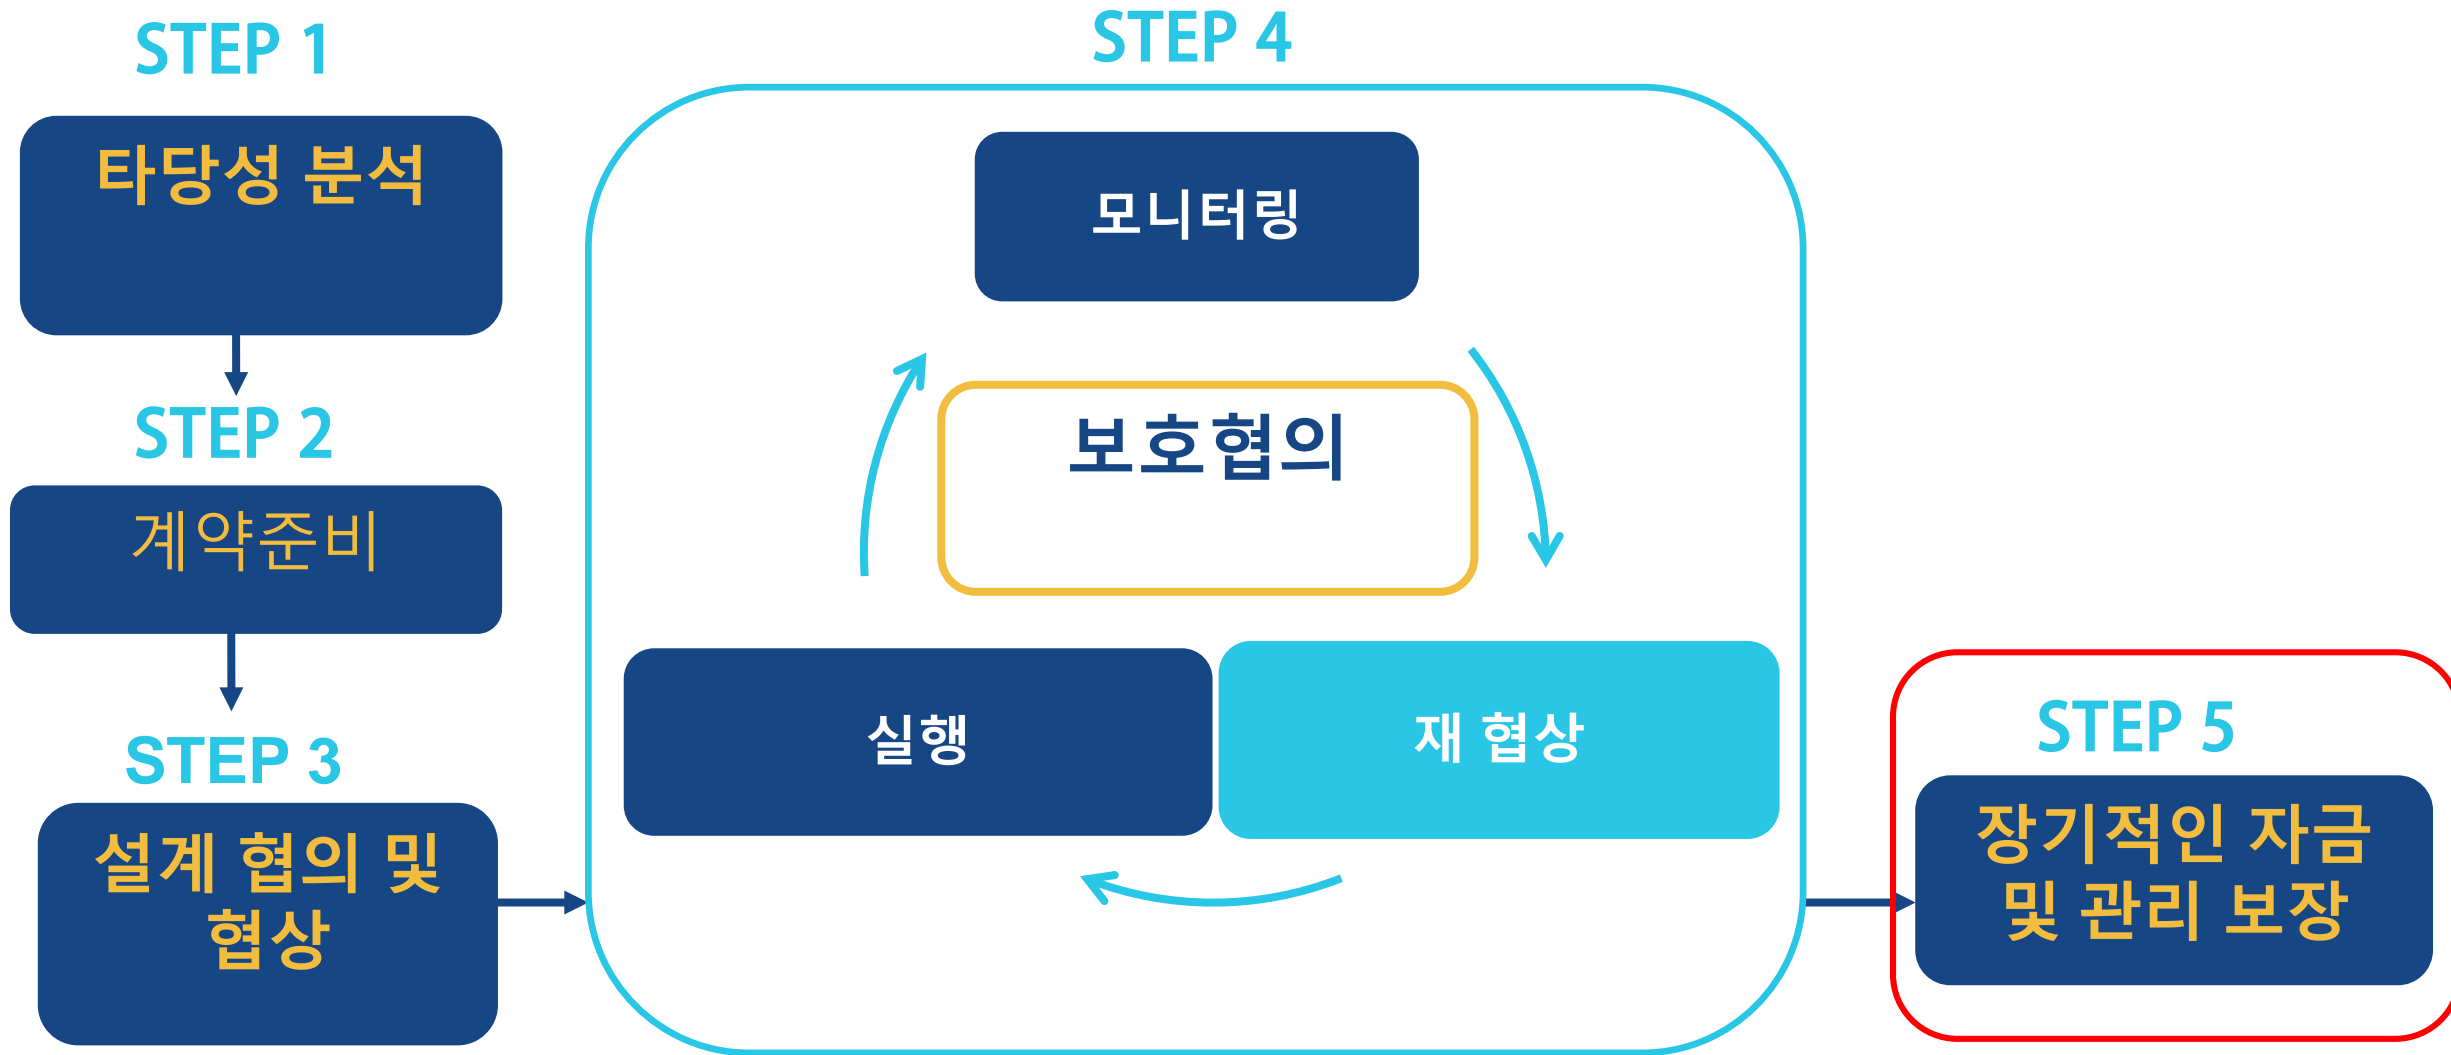 STEP 1
타당성 분석
STEP 2
계약준비
STEP 3
설계 협의 및
협상
STEP 4
모니터링
보호협의
실행
재 협상
STEP 5
장기적인 자금
및 관리 보장